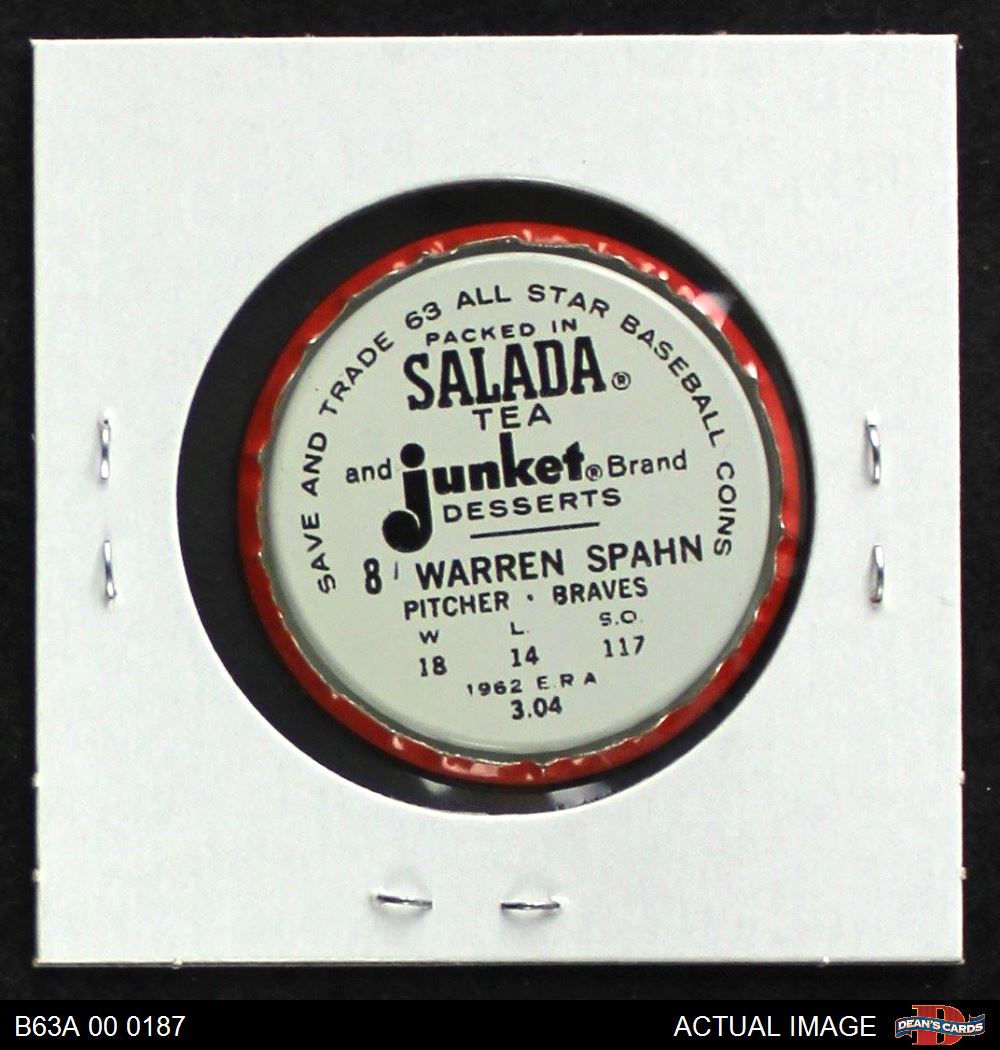 SAVE AND TRADE 63 ALL STAR BASEBALL COINS
PACKED IN
SALADA®
TEA
and junket® Brand
DESSERTS
8 WARREN SPAHN
PITCHER · BRAVES
W L. S.O.
18 14 117
1962 E.R.A
3.04
B63A 00 0187
ACTUAL IMAGE
DEAN'S CARDS